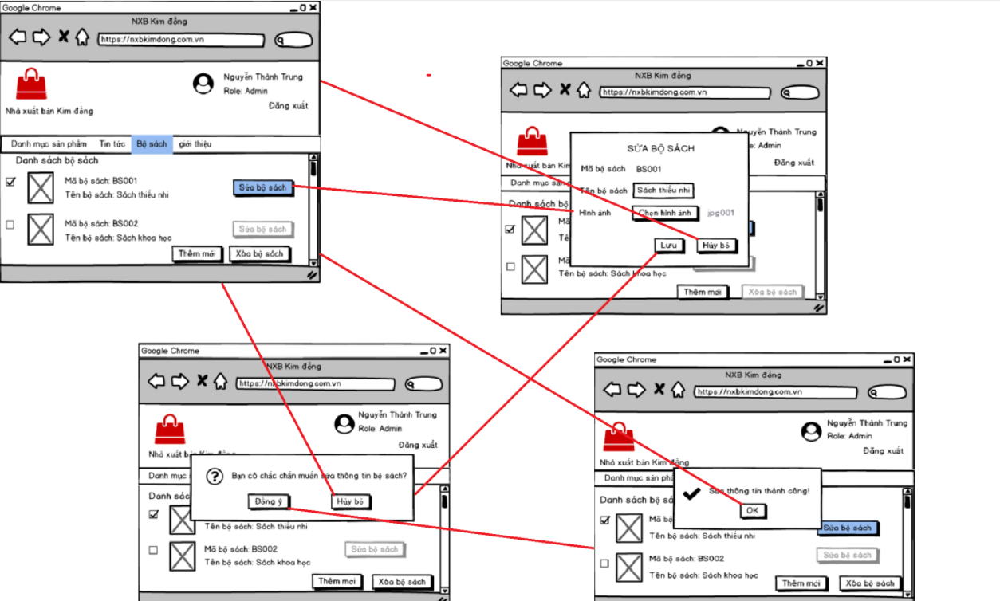 Google Chrome
NXB Kim đồng
https://nxbkimdong.com.vn
Nguyễn Thành Trung
Role: Admin
Đăng xuất
Nhà xuất bản Kim đồng
Danh mục sản phẩm Tin tức Bộ sách giới thiệu
Danh sách bộ sách
Mã bộ sách: BS001
Tên bộ sách: Sách thiếu nhi
Sửa bộ sách
Mã bộ sách: BS002
Tên bộ sách: Sách khoa học
Sửa bộ sách
Thêm mới Xóa bộ sách
Google Chrome
NXB Kim đồng
https://nxbkimdong.com.vn
Nguyễn Thành Trung
Admin
Đăng xuất
Nhà xuất bản Kim
Danh mục
SỬA BỘ SÁCH
Mã bộ sách BS001
Tên bộ sách Sách thiếu nhi
Hình ảnh Chọn hình ảnh jpg001
Lưu Hủy bỏ
Danh sách bộ
Tên bộ sách: Sách khoa học
Thêm mới Xóa bộ sách
Google Chrome
NXB Kim đồng
https://nxbkimdong.com.vn
Nguyễn Thành Trung
Role: Admin
Đăng xuất
Nhà xuất bản Kim đồng
Danh mục
Bạn có chắc chắn muốn sửa thông tin bộ sách?
Đồng ý Hủy bỏ
Danh sác
Tên bộ sách: Sách thiếu nhi
Mã bộ sách: BS002
Tên bộ sách: Sách khoa học
Sửa bộ sách
Thêm mới Xóa bộ sách
Google Chrome
NXB Kim đồng
https://nxbkimdong.com.vn
Nguyễn Thành Trung
Role: Admin
Đăng xuất
Nhà xuất bản Kim đồng
Danh mục sản ph
Sửa thông tin thành công!
OK
Danh sách bộ sá
Mã bộ
Tên bộ sách: Sách thiếu nhi
Sửa bộ sách
Mã bộ sách: BS002
Tên bộ sách: Sách khoa học
Sửa bộ sách
Thêm mới Xóa bộ sách